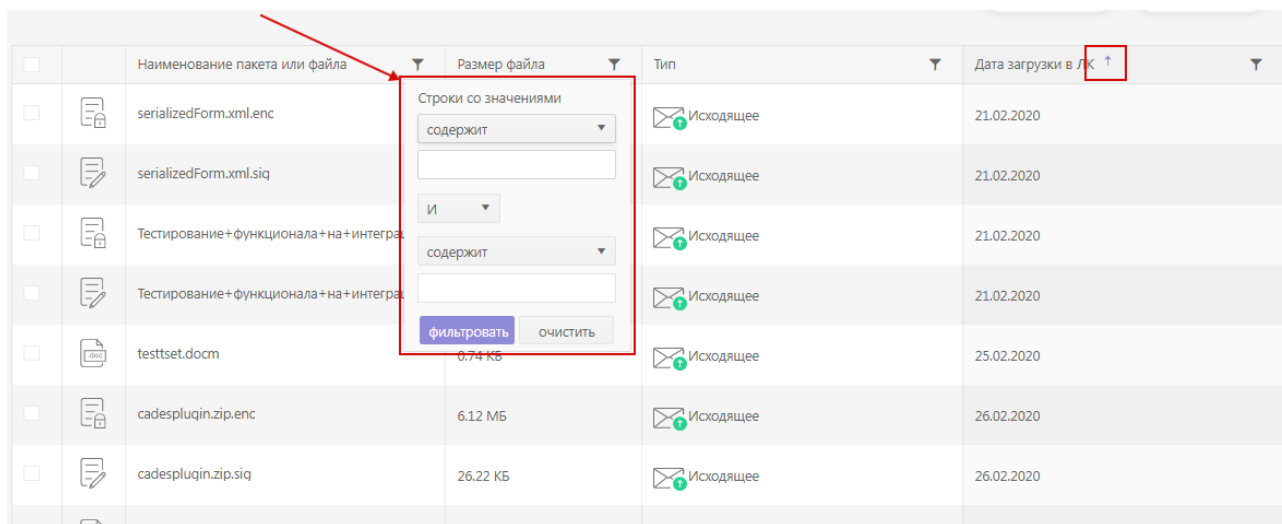 Наименование пакета или файла Размер файла Тип Дата загрузки в ЛК ↑
Строки со значениями
serializedForm.xml.enc содержит Исходящее 21.02.2020
serializedForm.xml.sig Исходящее 21.02.2020
И
Тестирование+функционала+на+интеграц Исходящее 21.02.2020
содержит
Тестирование+функционала+на+интеграц Исходящее 21.02.2020
фильтровать очистить
doc testtset.docm 0.74 КБ Исходящее 25.02.2020
cadesplugin.zip.enc 6.12 МБ Исходящее 26.02.2020
cadesplugin.zip.sig 26.22 КБ Исходящее 26.02.2020